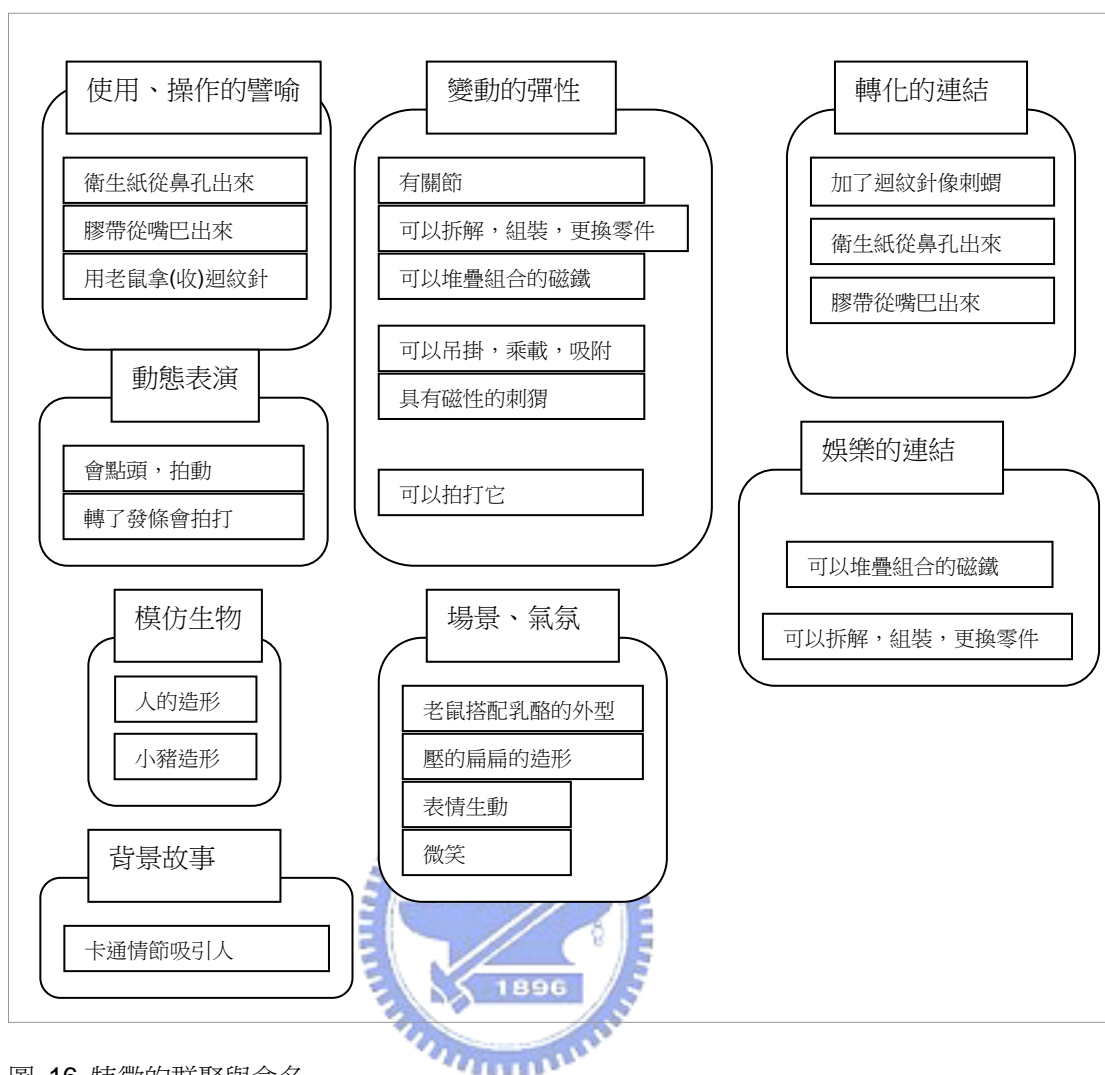 使用、操作的譬喻
衛生紙從鼻孔出來
膠帶從嘴巴出來
用老鼠拿(收)迴紋針
動態表演
會點頭，拍動
轉了發條會拍打
模仿生物
人的造形
小豬造形
背景故事
卡通情節吸引人
變動的彈性
有關節
可以拆解，組裝，更換零件
可以堆疊組合的磁鐵
可以吊掛，乘載，吸附
具有磁性的刺猬
可以拍打它
場景、氣氛
老鼠搭配乳酪的外型
壓的扁扁的造形
表情生動
微笑
轉化的連結
加了迴紋針像刺蝟
衛生紙從鼻孔出來
膠帶從嘴巴出來
娛樂的連結
可以堆疊組合的磁鐵
可以拆解，組裝，更換零件
1896
圖 16 特徵的群聚與命名